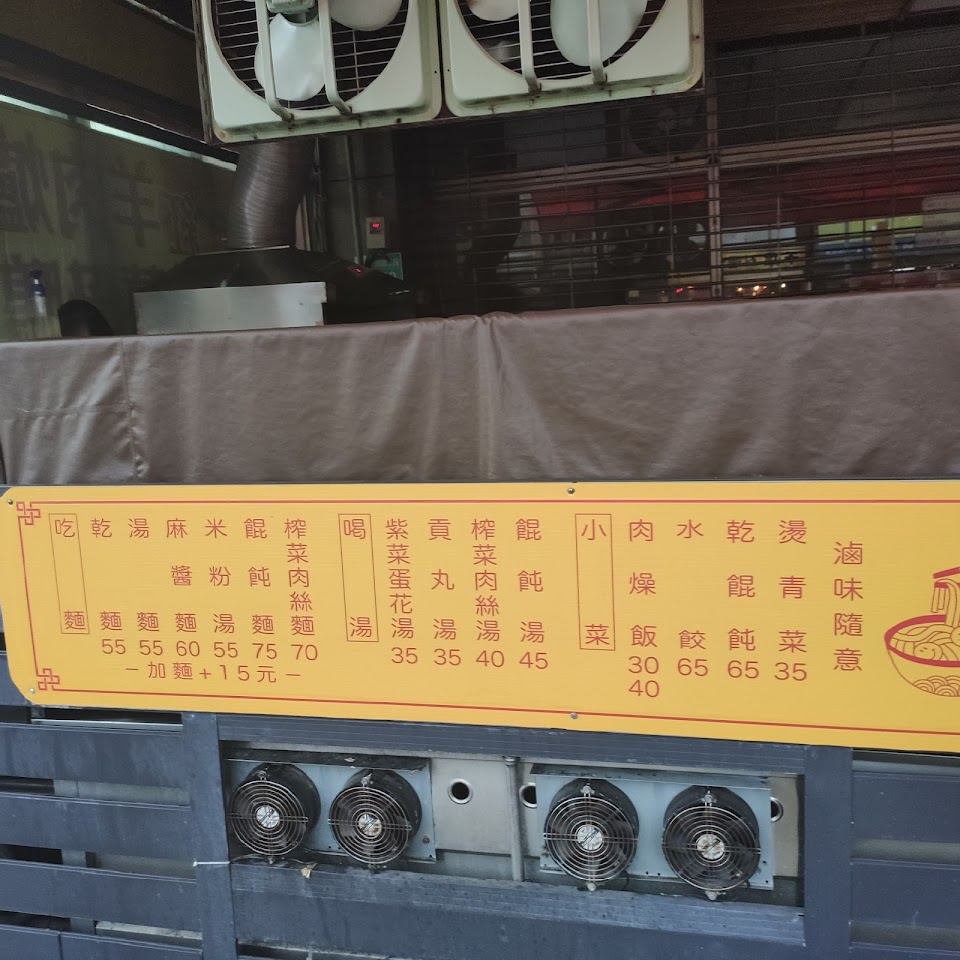 吃麵
乾麵 55
湯麵 55
麻醬麵 60
米粉湯 55
餛飩麵 75
榨菜肉絲麵 70
－加麵+15元－
喝湯
紫菜蛋花湯 35
貢丸湯 35
榨菜肉絲湯 40
餛飩湯 45
小菜
肉燥飯 30 40
水餃 65
乾餛飩 65
燙青菜 35
滷味隨意